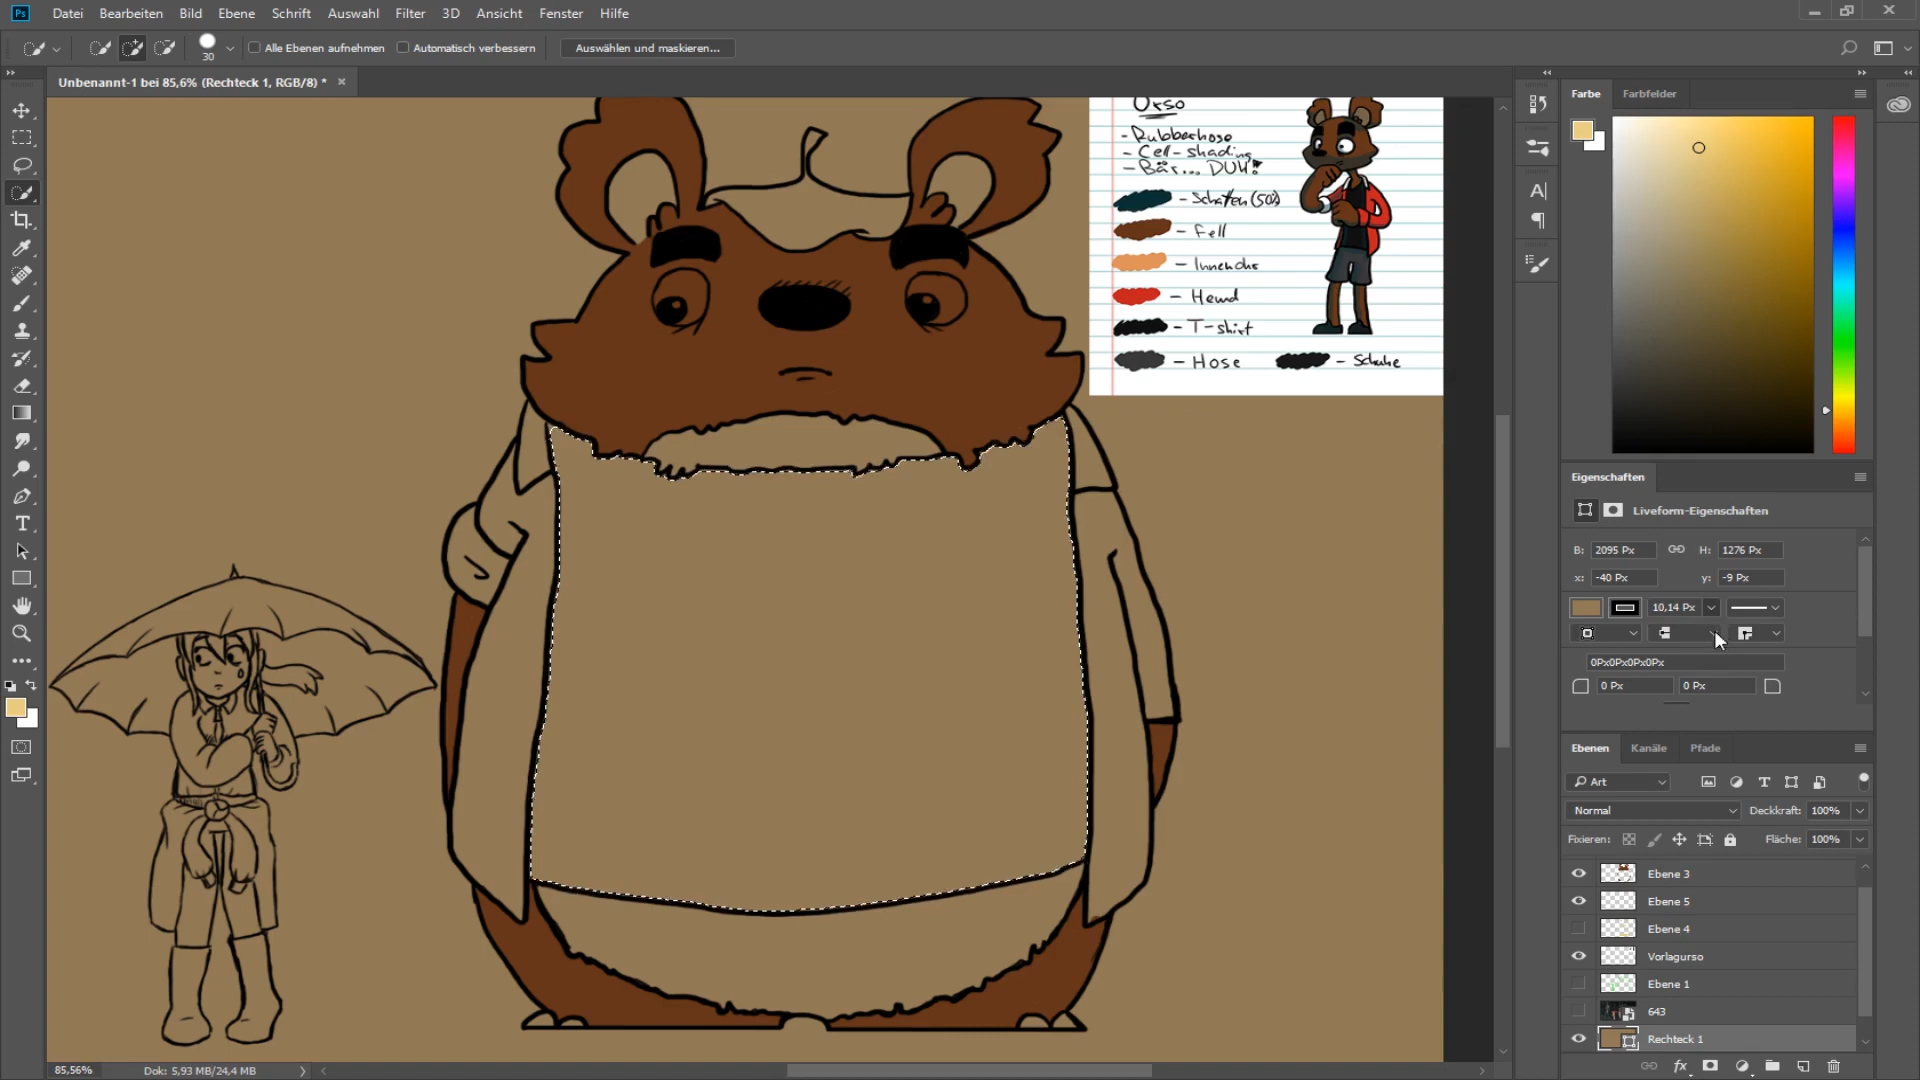 Ps
Datei Bearbeiten Bild Ebene Schrift Auswahl Filter 3D Ansicht Fenster Hilfe
30
Alle Ebenen aufnehmen
Automatisch verbessern
Auswählen und maskieren...
Unbenannt-1 bei 85,6% (Rechteck 1, RGB/8) *
Orso
-Rubberhose
- Cell-shading
- Bär... DUH!
- Schatten (50%)
- Fell
- Innenohr
- Hemd
- T-shirt
- Hose
- Schuhe
Farbe
Farbfelder
Eigenschaften
Liveform-Eigenschaften
B: 2095 Px
H: 1276 Px
x: -40 Px
y: -9 Px
10,14 Px
0Px0Px0Px0Px
0 Px
0 Px
Ebenen
Kanäle
Pfade
Art
Normal
Deckkraft: 100%
Fixieren:
Fläche: 100%
Ebene 3
Ebene 5
Ebene 4
Vorlagurso
Ebene 1
643
Rechteck 1
fx
85,56%
Dok: 5,93 MB/24,4 MB